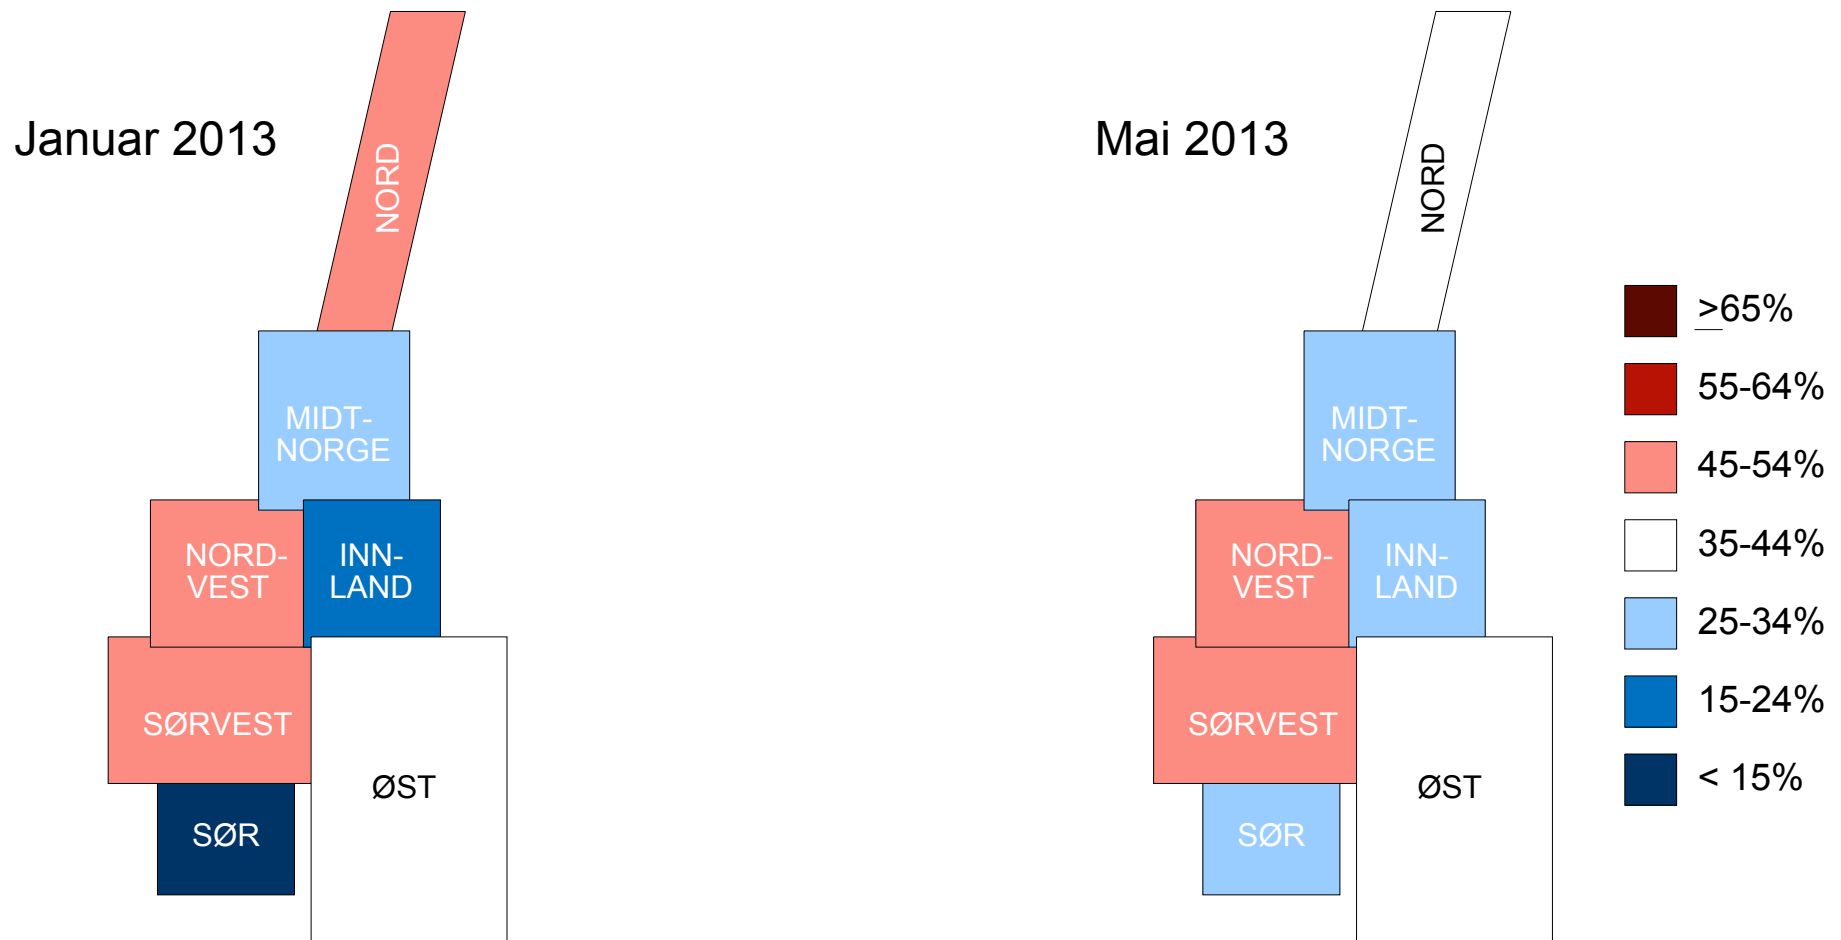 Januar 2013
NORD
MIDT-
NORGE
NORD-
VEST
INN-
LAND
SØRVEST
ØST
SØR
Mai 2013
NORD
MIDT-
NORGE
NORD-
VEST
INN-
LAND
SØRVEST
ØST
SØR
>65%
55-64%
45-54%
35-44%
25-34%
15-24%
< 15%